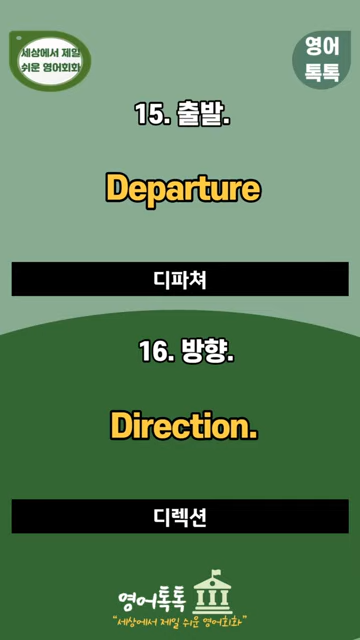 세상에서 제일
쉬운 영어회화
영어
톡톡
15. 출발.
Departure
디파쳐
16. 방향.
Direction.
디렉션
영어톡톡
"세상에서 제일 쉬운 영어회화"